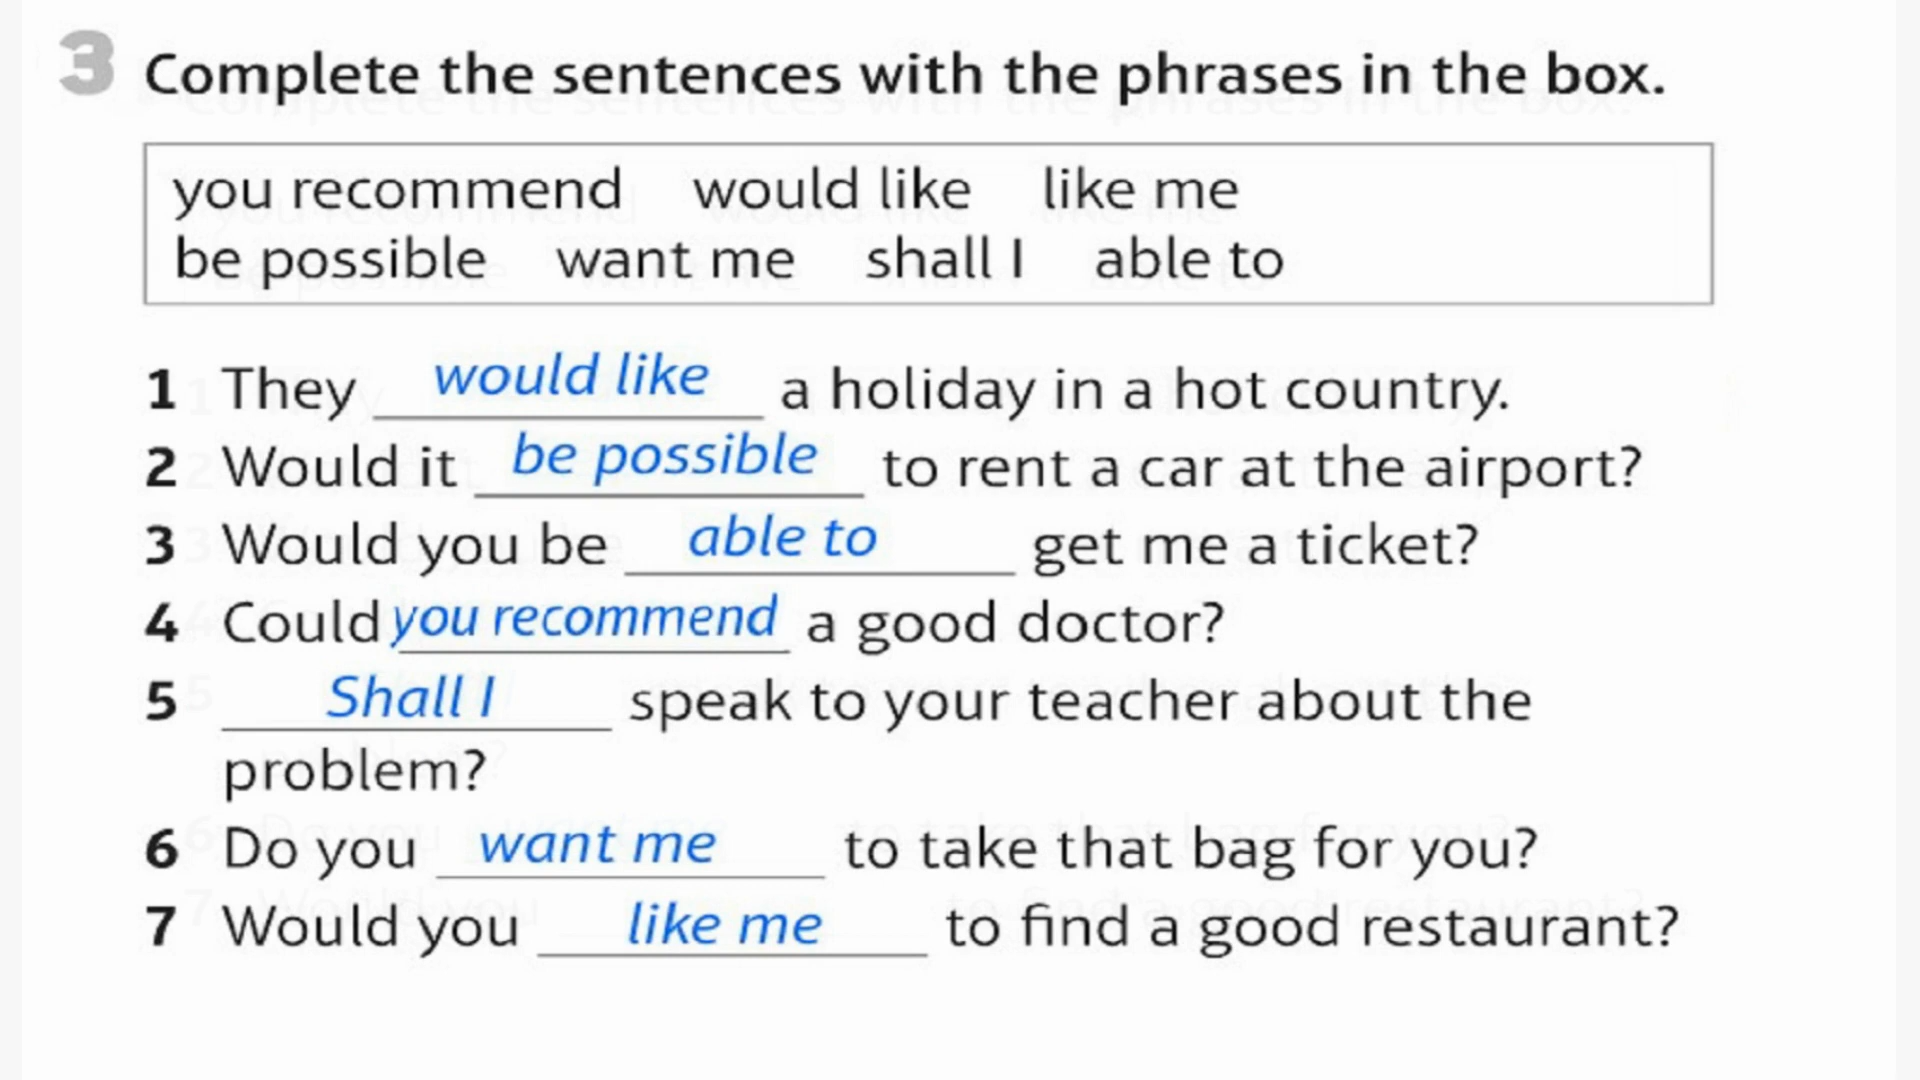 3 Complete the sentences with the phrases in the box.
you recommend would like like me
be possible want me shall I able to
1 They would like a holiday in a hot country.
2 Would it be possible to rent a car at the airport?
3 Would you be able to get me a ticket?
4 Could you recommend a good doctor?
5 Shall I speak to your teacher about the
problem?
6 Do you want me to take that bag for you?
7 Would you like me to find a good restaurant?